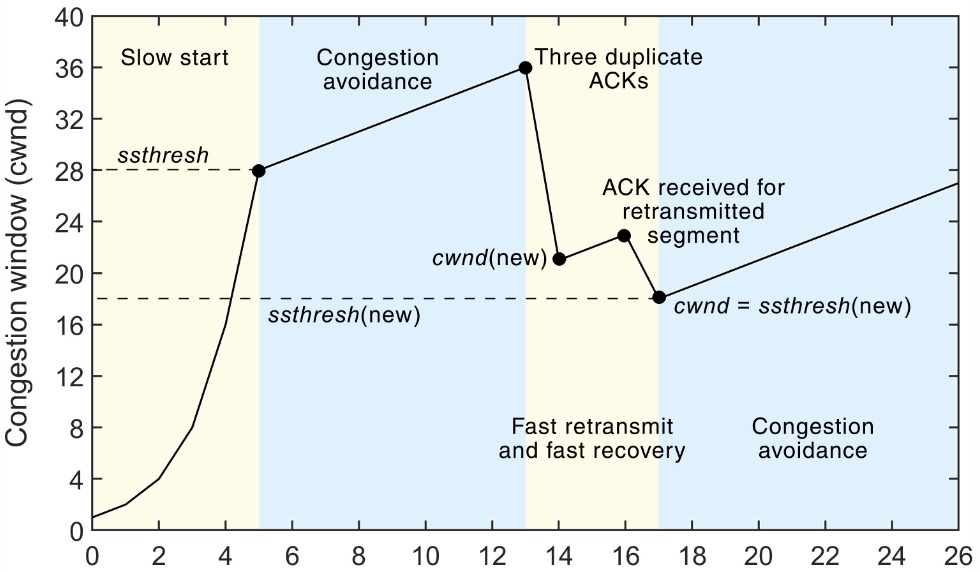 Congestion window (cwnd)
40
36
32
28
24
20
16
12
8
4
0
Slow start
Congestion
avoidance
Three duplicate
ACKs
ssthresh
ACK received for
retransmitted
segment
cwnd(new)
ssthresh(new)
cwnd = ssthresh(new)
Fast retransmit
and fast recovery
Congestion
avoidance
0 2 4 6 8 10 12 14 16 18 20 22 24 26